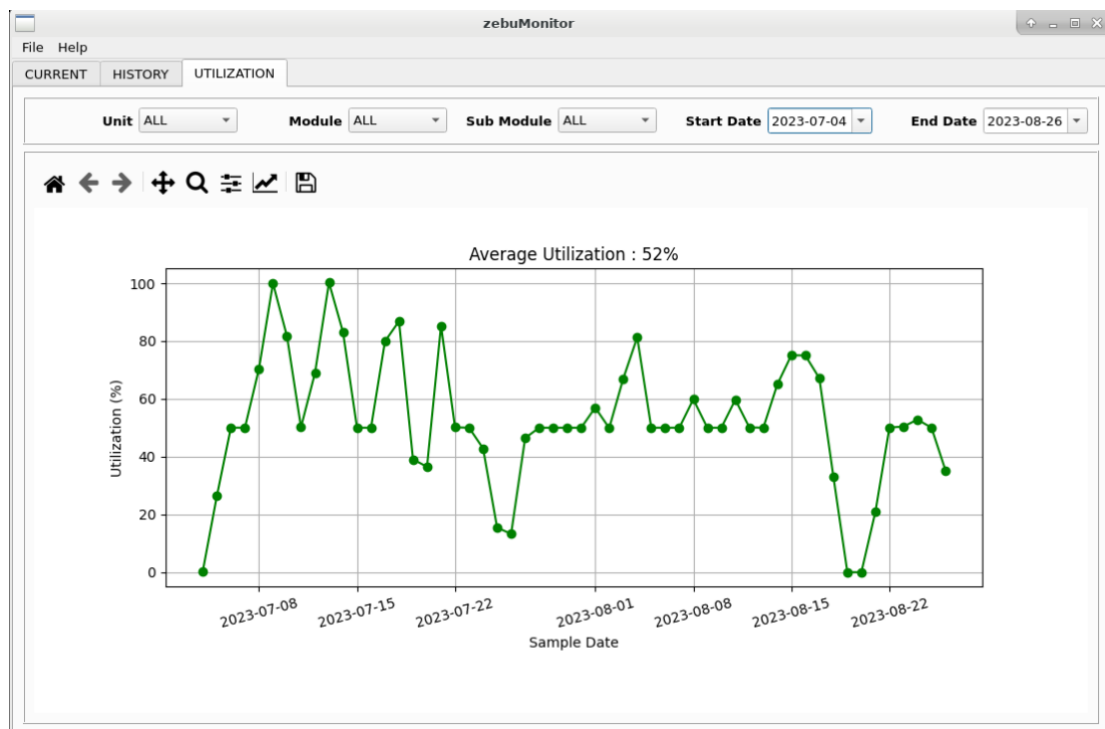 zebuMonitor
File Help
CURRENT HISTORY UTILIZATION
Unit ALL Module ALL Sub Module ALL Start Date 2023-07-04 End Date 2023-08-26
Average Utilization : 52%
Utilization (%)
100
80
60
40
20
0
2023-07-08 2023-07-15 2023-07-22 2023-08-01 2023-08-08 2023-08-15 2023-08-22
Sample Date